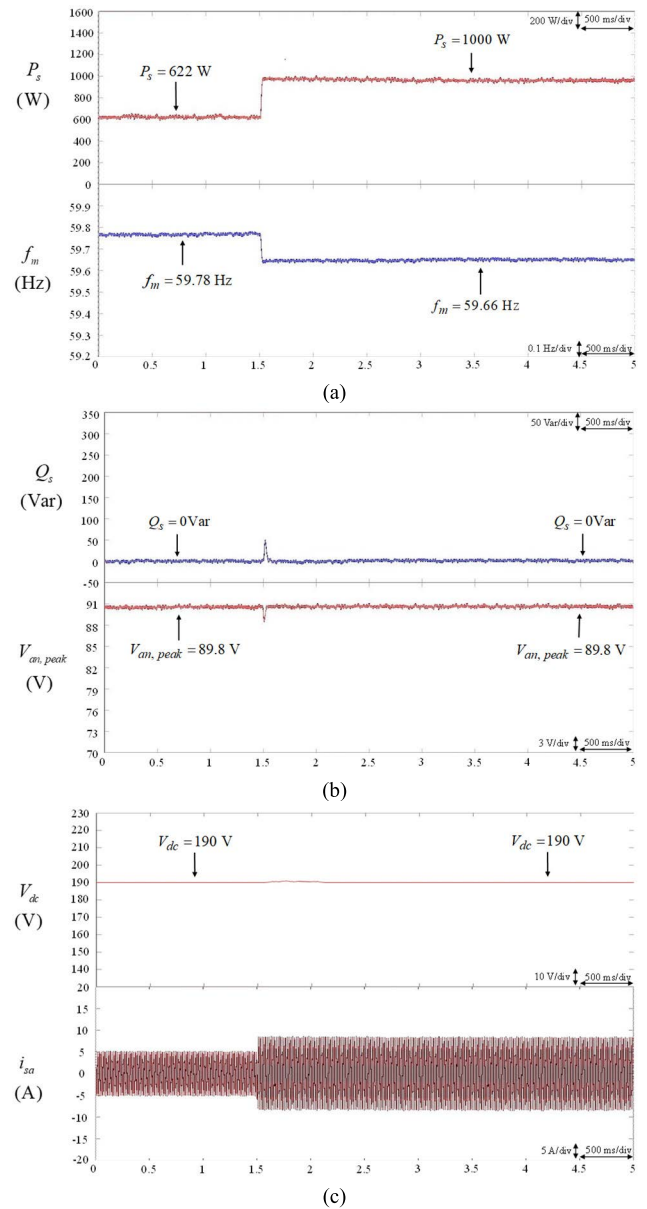 200 W/div 500 ms/div
1600
1400
1200
1000
800
600
400
200
0
P_s
(W)
P_s = 622 W
P_s = 1000 W
59.9
59.8
59.7
59.6
59.5
59.4
59.3
59.2
f_m
(Hz)
f_m = 59.78 Hz
f_m = 59.66 Hz
0.1 Hz/div 500 ms/div
0 0.5 1 1.5 2 2.5 3 3.5 4 4.5 5
(a)
50 Var/div 500 ms/div
350
300
250
200
150
100
50
0
-50
Q_s
(Var)
Q_s = 0Var
Q_s = 0Var
91
88
85
82
79
76
73
70
V_an, peak
(V)
V_an, peak = 89.8 V
V_an, peak = 89.8 V
3 V/div 500 ms/div
0 0.5 1 1.5 2 2.5 3 3.5 4 4.5 5
(b)
230
220
210
200
190
180
170
160
150
140
130
V_dc
(V)
V_dc = 190 V
V_dc = 190 V
10 V/div 500 ms/div
20
15
10
5
0
-5
-10
-15
-20
i_sa
(A)
5 A/div 500 ms/div
0 0.5 1 1.5 2 2.5 3 3.5 4 4.5 5
(c)